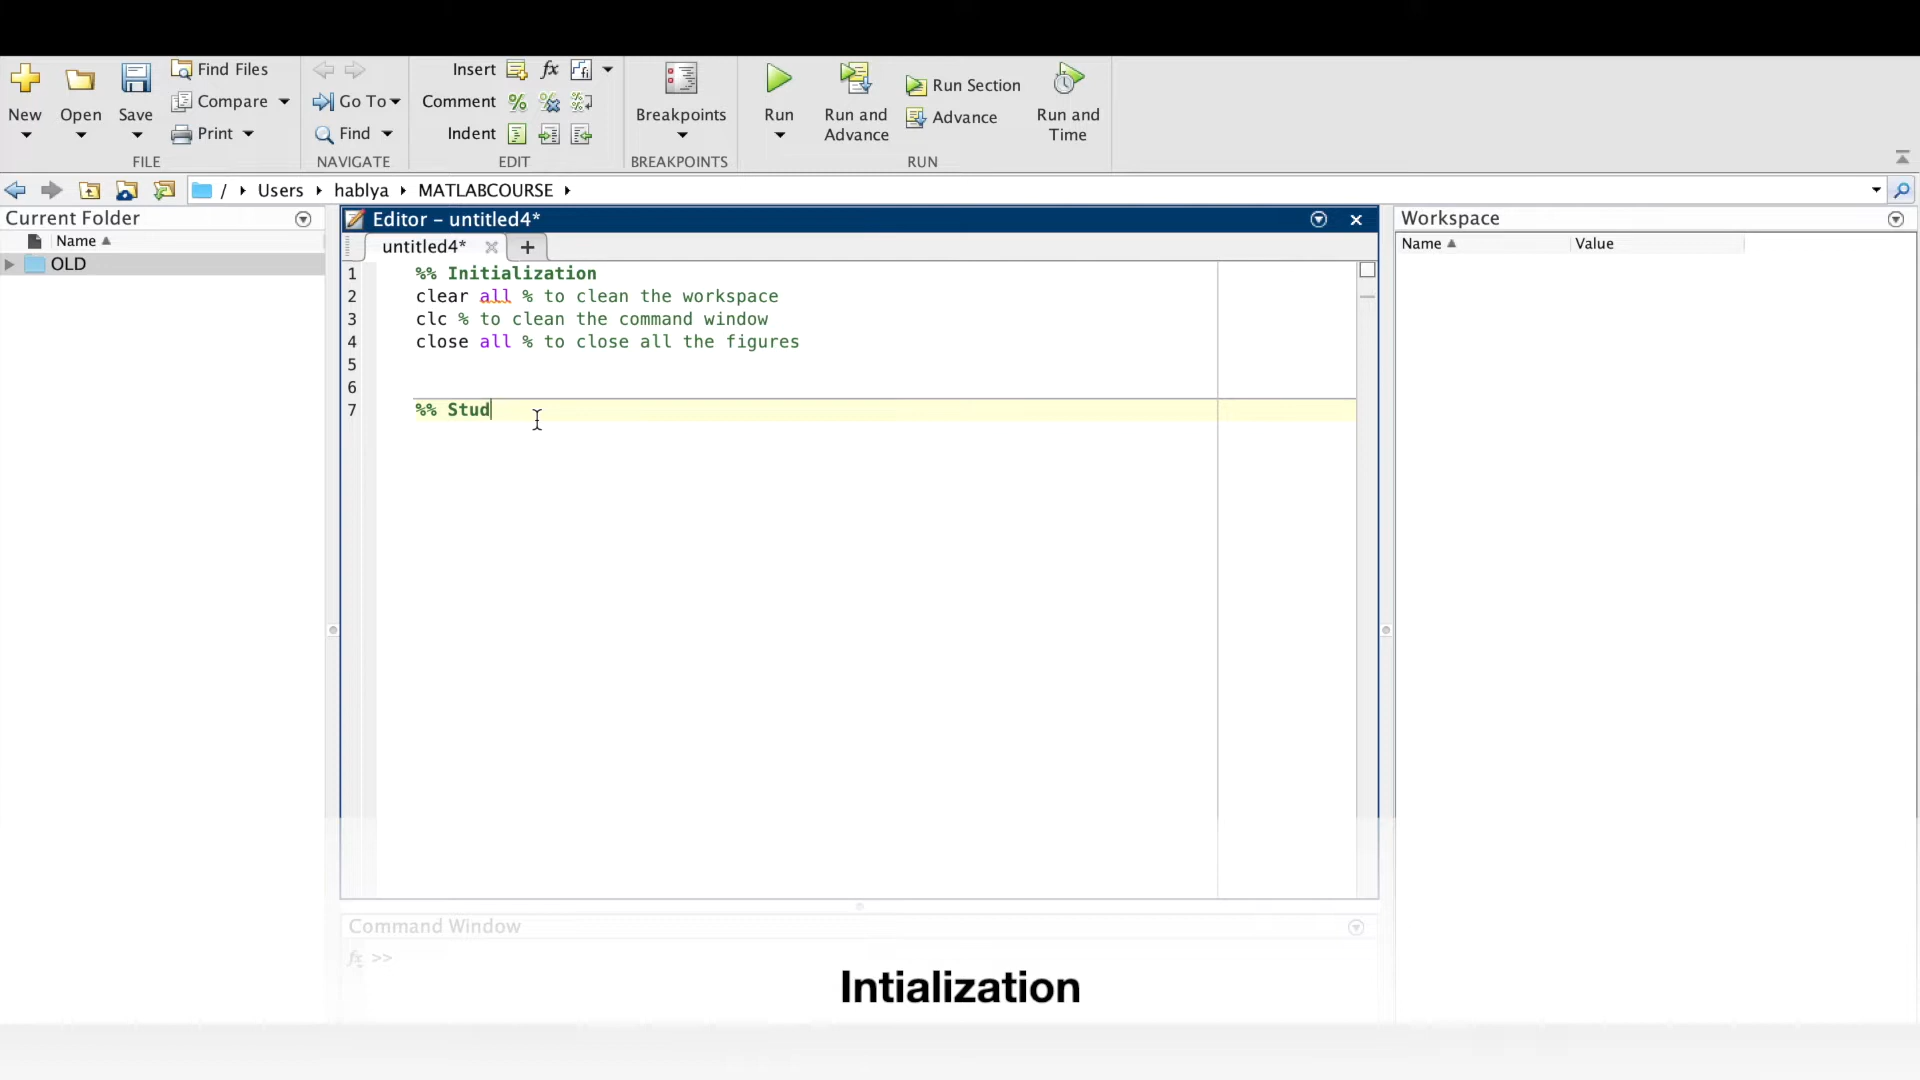 New
Open
Save
Find Files
Compare
Print
FILE
Go To
Find
NAVIGATE
Insert
Comment
Indent
EDIT
Breakpoints
BREAKPOINTS
Run
Run and
Advance
Run Section
Advance
Run and
Time
RUN
/ Users hablya MATLABCOURSE
Current Folder
Name
OLD
Editor – untitled4*
untitled4*
1 %% Initialization
2 clear all % to clean the workspace
3 clc % to clean the command window
4 close all % to close all the figures
5
6
7 %% Stud
Workspace
Name Value
Command Window
fx >>
Intialization